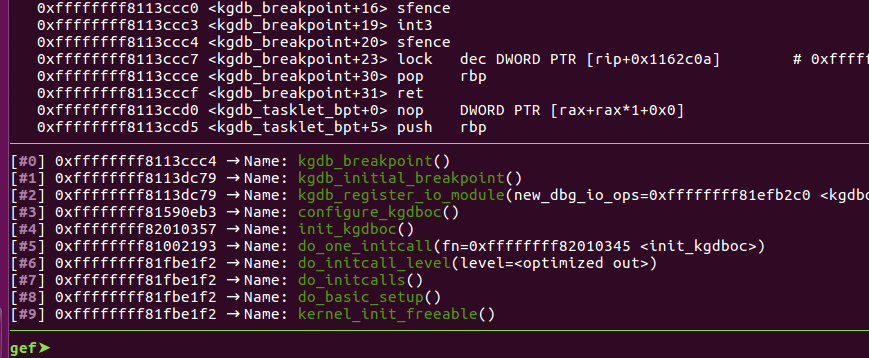 0xffffffff8113ccc0 <kgdb_breakpoint+16> sfence
0xffffffff8113ccc3 <kgdb_breakpoint+19> int3
0xffffffff8113ccc4 <kgdb_breakpoint+20> sfence
0xffffffff8113ccc7 <kgdb_breakpoint+23> lock dec DWORD PTR [rip+0x1162c0a] # 0xfffff
0xffffffff8113ccce <kgdb_breakpoint+30> pop rbp
0xffffffff8113cccf <kgdb_breakpoint+31> ret
0xffffffff8113ccd0 <kgdb_tasklet_bpt+0> nop DWORD PTR [rax+rax*1+0x0]
0xffffffff8113ccd5 <kgdb_tasklet_bpt+5> push rbp
[#0] 0xffffffff8113ccc4 → Name: kgdb_breakpoint()
[#1] 0xffffffff8113dc79 → Name: kgdb_initial_breakpoint()
[#2] 0xffffffff8113dc79 → Name: kgdb_register_io_module(new_dbg_io_ops=0xffffffff81efb2c0 <kgdbo
[#3] 0xffffffff81590eb3 → Name: configure_kgdboc()
[#4] 0xffffffff82010357 → Name: init_kgdboc()
[#5] 0xffffffff81002193 → Name: do_one_initcall(fn=0xffffffff82010345 <init_kgdboc>)
[#6] 0xffffffff81fbe1f2 → Name: do_initcall_level(level=<optimized out>)
[#7] 0xffffffff81fbe1f2 → Name: do_initcalls()
[#8] 0xffffffff81fbe1f2 → Name: do_basic_setup()
[#9] 0xffffffff81fbe1f2 → Name: kernel_init_freeable()
gef➤